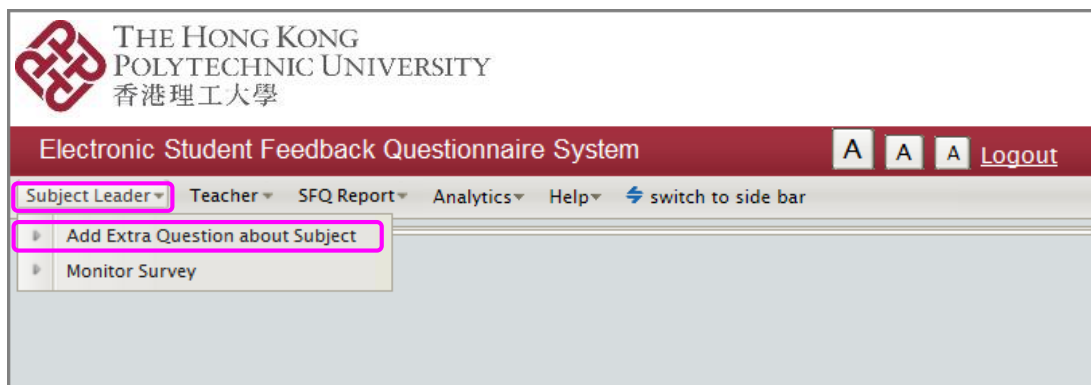 THE HONG KONG
POLYTECHNIC UNIVERSITY
香港理工大學
Electronic Student Feedback Questionnaire System A A A Logout
Subject Leader Teacher SFQ Report Analytics Help switch to side bar
Add Extra Question about Subject
Monitor Survey